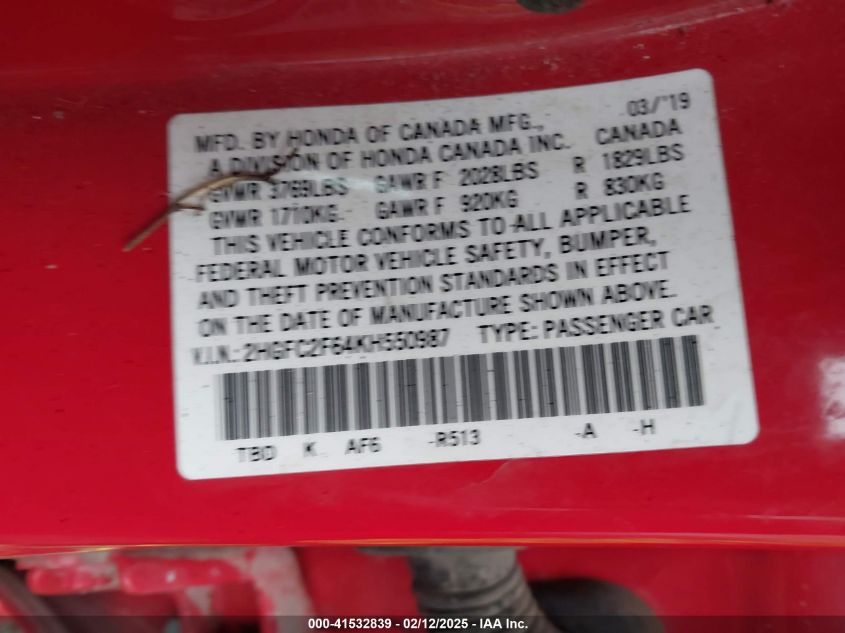 MFD. BY HONDA OF CANADA MFG., 03/'19
A DIVISION OF HONDA CANADA INC. CANADA
GVWR 3769LBS GAWR F 2028LBS R 1829LBS
GVWR 1710KG GAWR F 920KG R 830KG
THIS VEHICLE CONFORMS TO ALL APPLICABLE
FEDERAL MOTOR VEHICLE SAFETY, BUMPER,
AND THEFT PREVENTION STANDARDS IN EFFECT
ON THE DATE OF MANUFACTURE SHOWN ABOVE.
V.I.N.: 2HGFC2F64KH550987 TYPE: PASSENGER CAR
TBD K AF6 -R513 -A -H
000-41532839 - 02/12/2025 - IAA Inc.